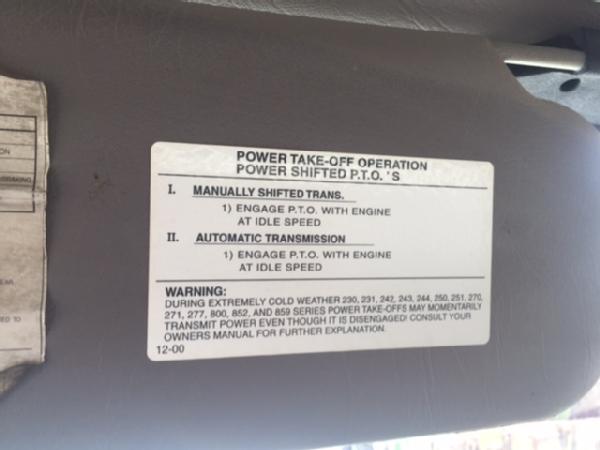 POWER TAKE-OFF OPERATION
POWER SHIFTED P.T.O. 'S
I. MANUALLY SHIFTED TRANS.
1) ENGAGE P.T.O. WITH ENGINE
AT IDLE SPEED
II. AUTOMATIC TRANSMISSION
1) ENGAGE P.T.O. WITH ENGINE
AT IDLE SPEED
WARNING:
DURING EXTREMELY COLD WEATHER 230, 231, 242, 243, 244, 250, 251, 270,
271, 277, 800, 852, AND 859 SERIES POWER TAKE-OFFS MAY MOMENTARILY
TRANSMIT POWER EVEN THOUGH IT IS DISENGAGED! CONSULT YOUR
OWNERS MANUAL FOR FURTHER EXPLANATION.
12-00